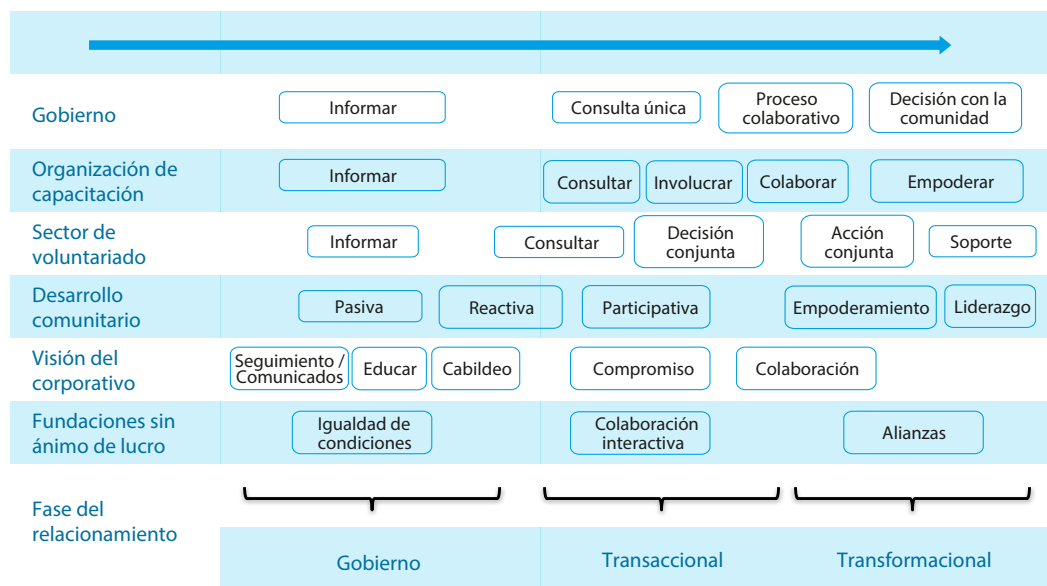 Gobierno
Informar
Consulta única
Proceso
colaborativo
Decisión con la
comunidad
Organización de
capacitación
Informar
Consultar
Involucrar
Colaborar
Empoderar
Sector de
voluntariado
Informar
Consultar
Decisión
conjunta
Acción
conjunta
Soporte
Desarrollo
comunitario
Pasiva
Reactiva
Participativa
Empoderamiento
Liderazgo
Visión del
corporativo
Seguimiento /
Comunicados
Educar
Cabildeo
Compromiso
Colaboración
Fundaciones sin
ánimo de lucro
Igualdad de
condiciones
Colaboración
interactiva
Alianzas
Fase del
relacionamiento
Gobierno
Transaccional
Transformacional